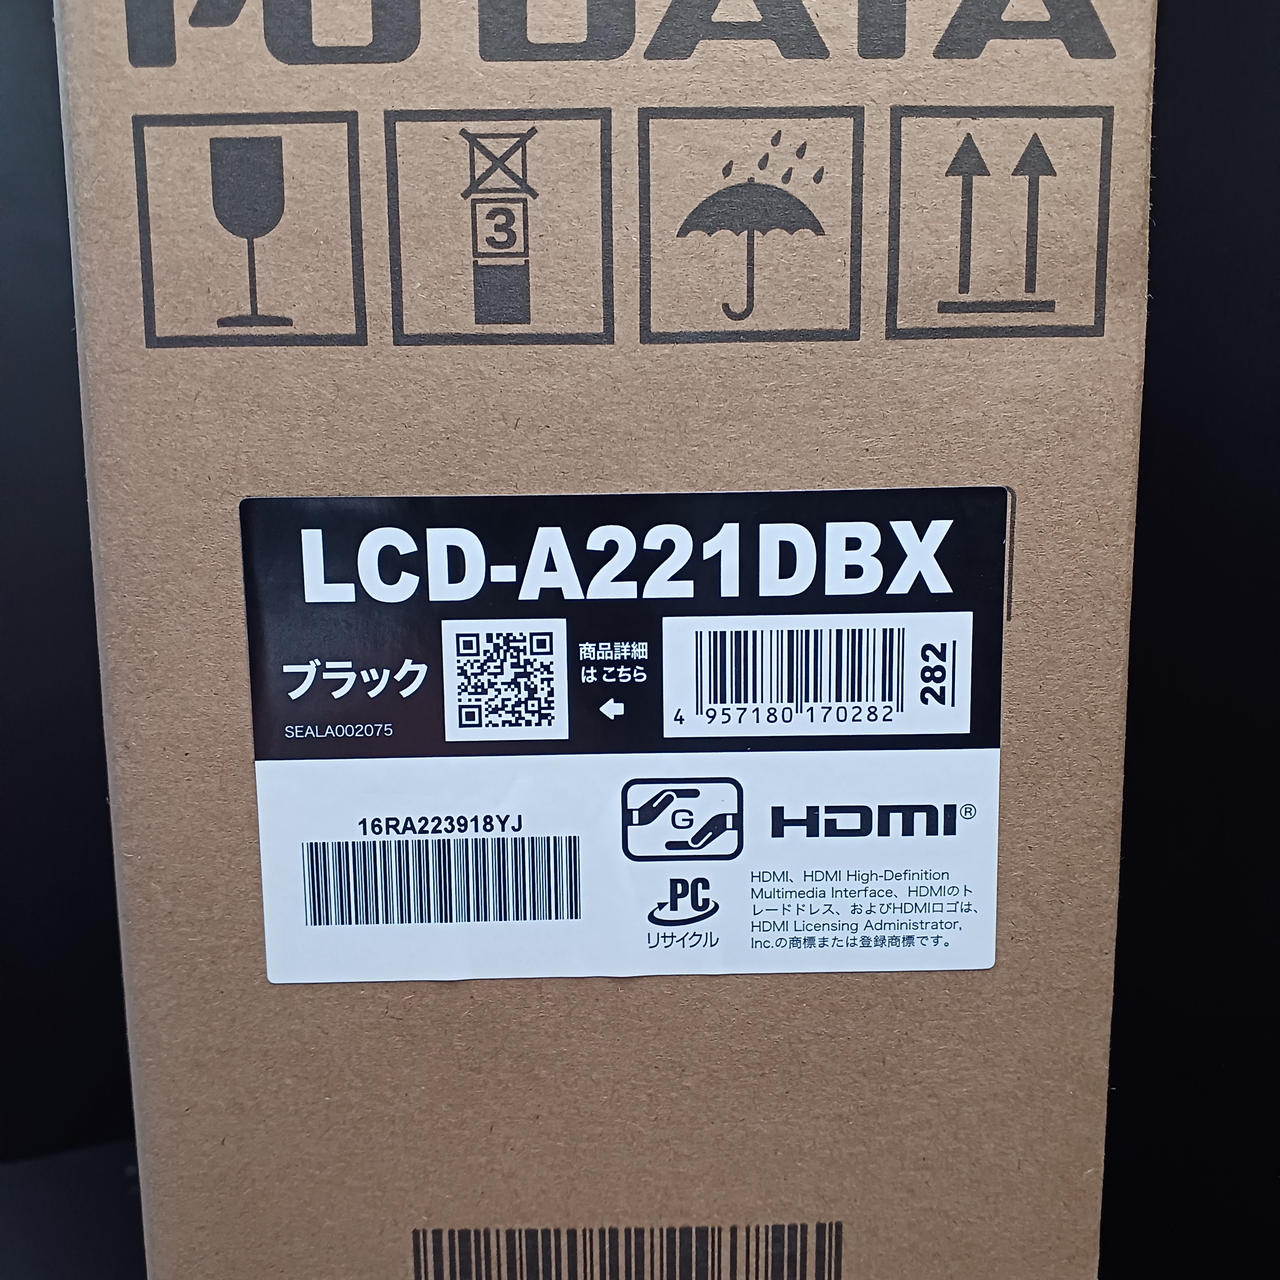 I-O DATA
3
LCD-A221DBX
ブラック
SEALA002075
商品詳細
は こちら
4 957180 170282
282
16RA223918YJ
G
HDMI®
PC
リサイクル
HDMI、HDMI High-Definition
Multimedia Interface、HDMIのト
レードドレス、およびHDMIロゴは、
HDMI Licensing Administrator,
Inc.の商標または登録商標です。